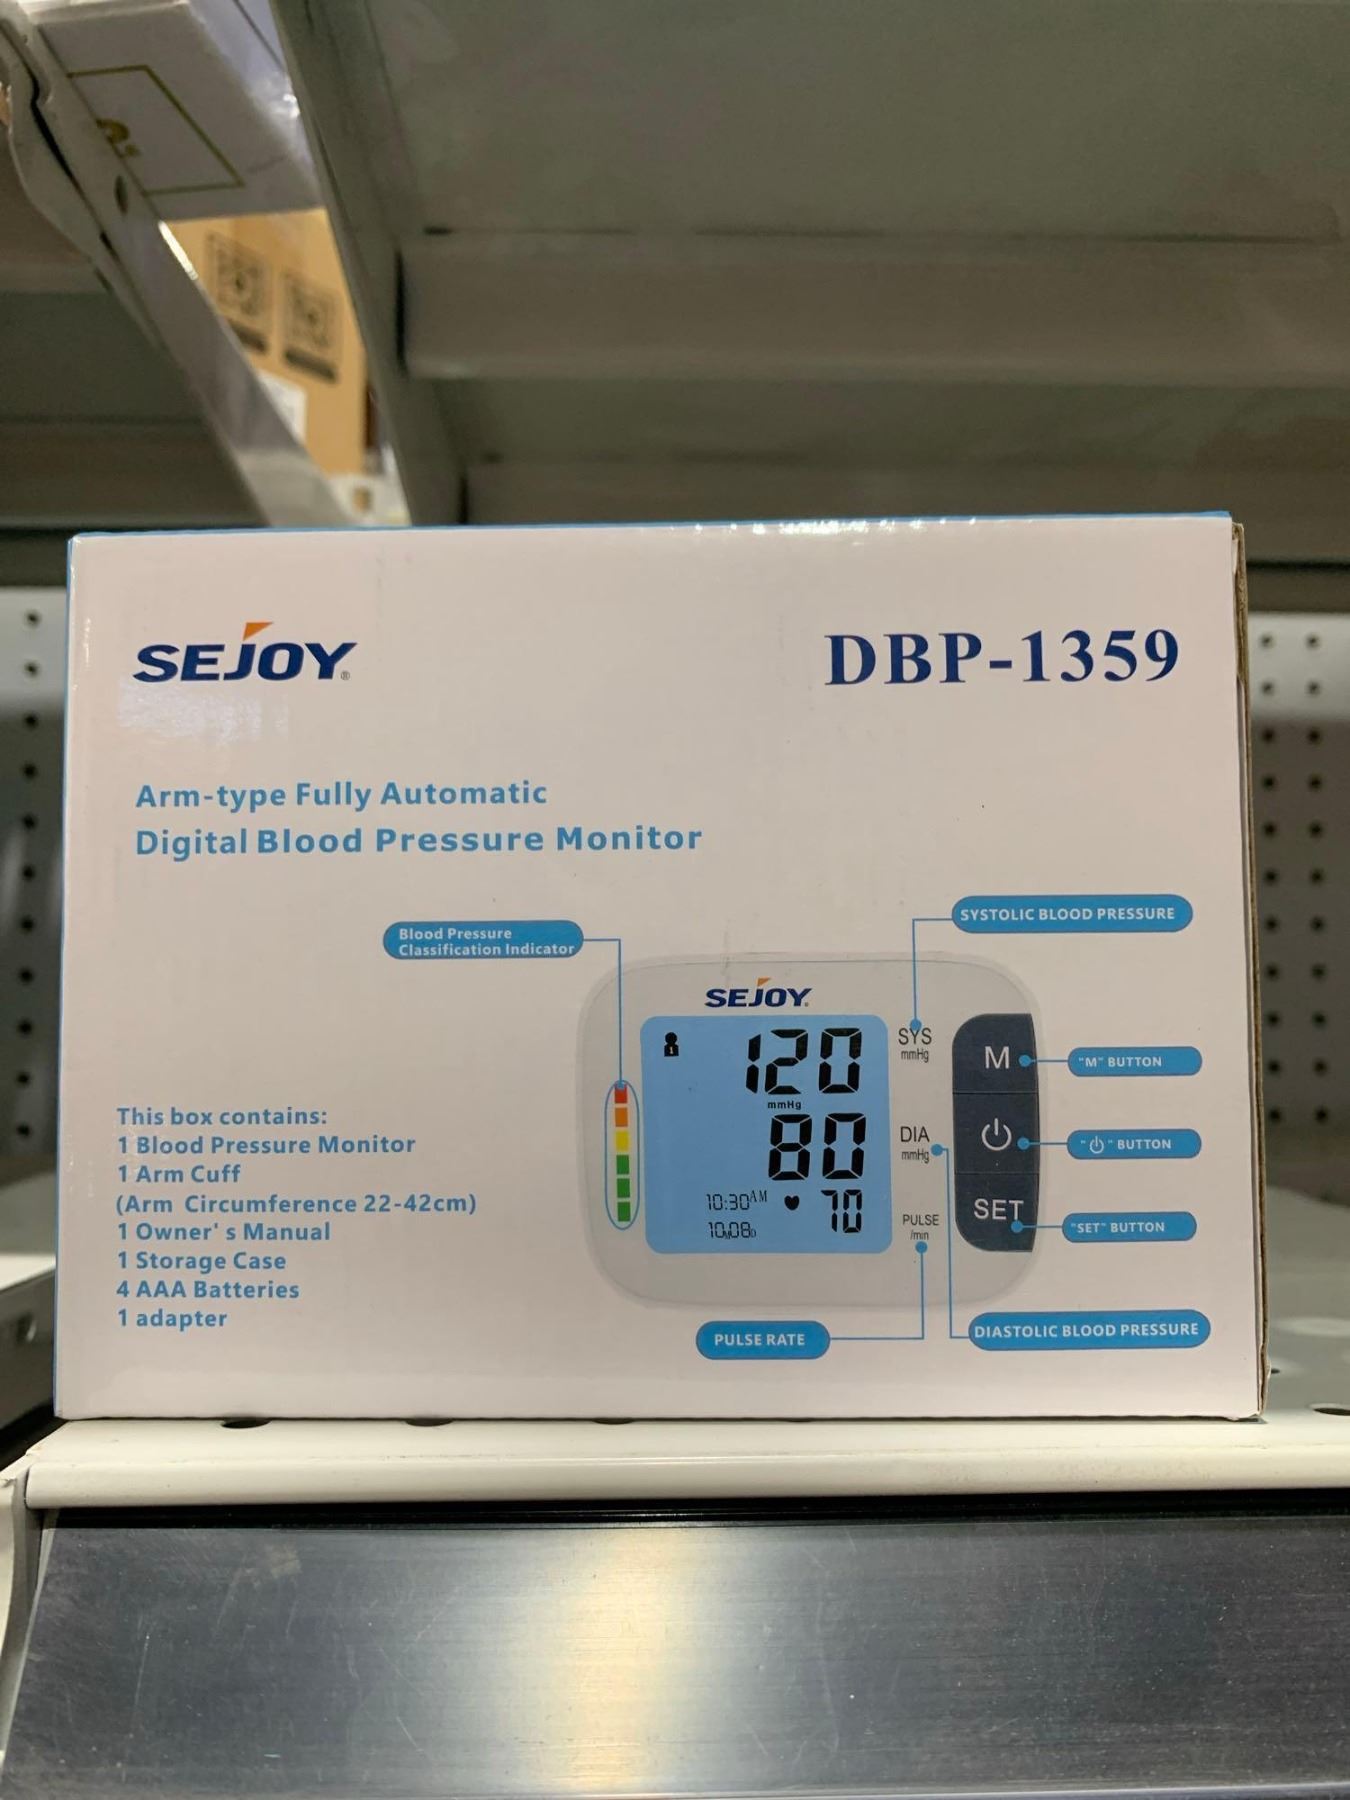 SEJOY®
DBP-1359
Arm-type Fully Automatic
Digital Blood Pressure Monitor
SYSTOLIC BLOOD PRESSURE
Blood Pressure
Classification Indicator
SEJOY
120
SYS
mmHg
mmHg
M
"M" BUTTON
80
DIA
mmHg
"⏻" BUTTON
10:30AM
70
PULSE
/min
SET
"SET" BUTTON
This box contains:
1 Blood Pressure Monitor
1 Arm Cuff
(Arm Circumference 22-42cm)
1 Owner's Manual
1 Storage Case
4 AAA Batteries
1 adapter
PULSE RATE
DIASTOLIC BLOOD PRESSURE